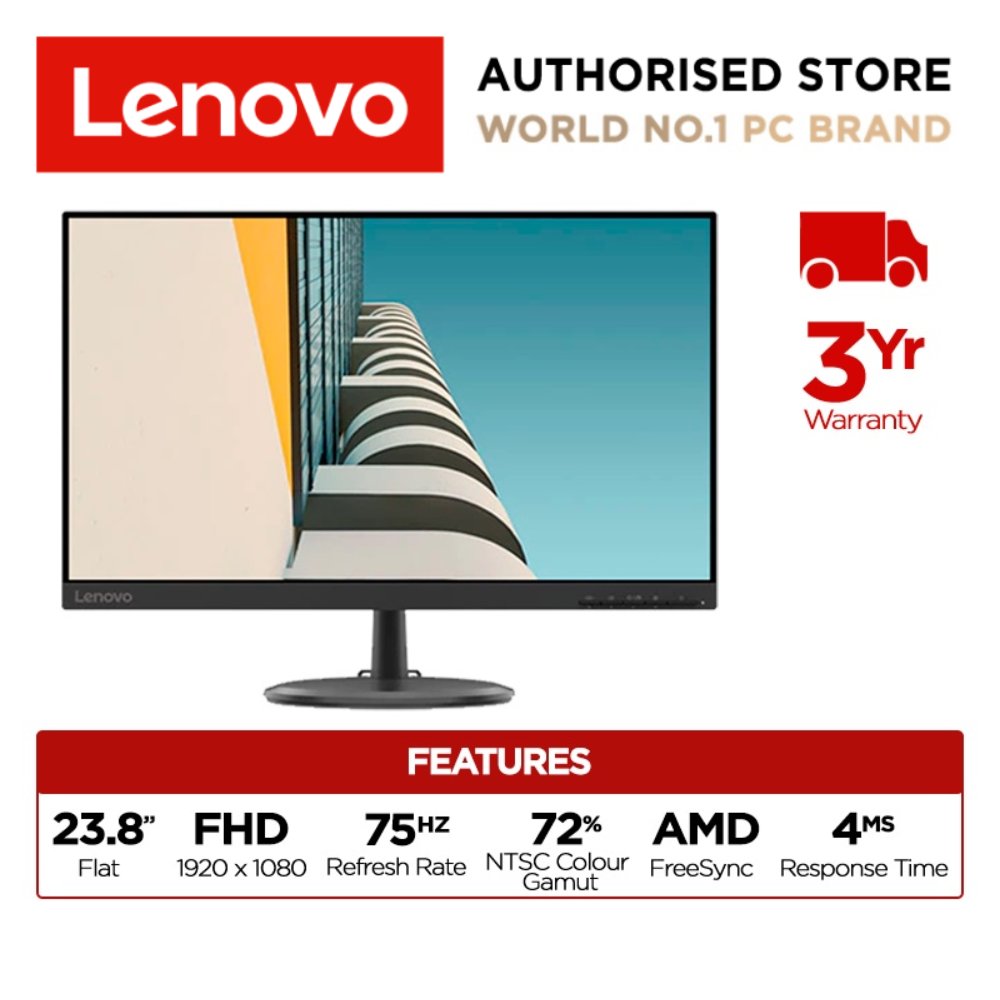 Lenovo
AUTHORISED STORE
WORLD NO.1 PC BRAND
3Yr
Warranty
Lenovo
FEATURES
23.8”
Flat
FHD
1920 x 1080
75HZ
Refresh Rate
72%
NTSC Colour
Gamut
AMD
FreeSync
4MS
Response Time